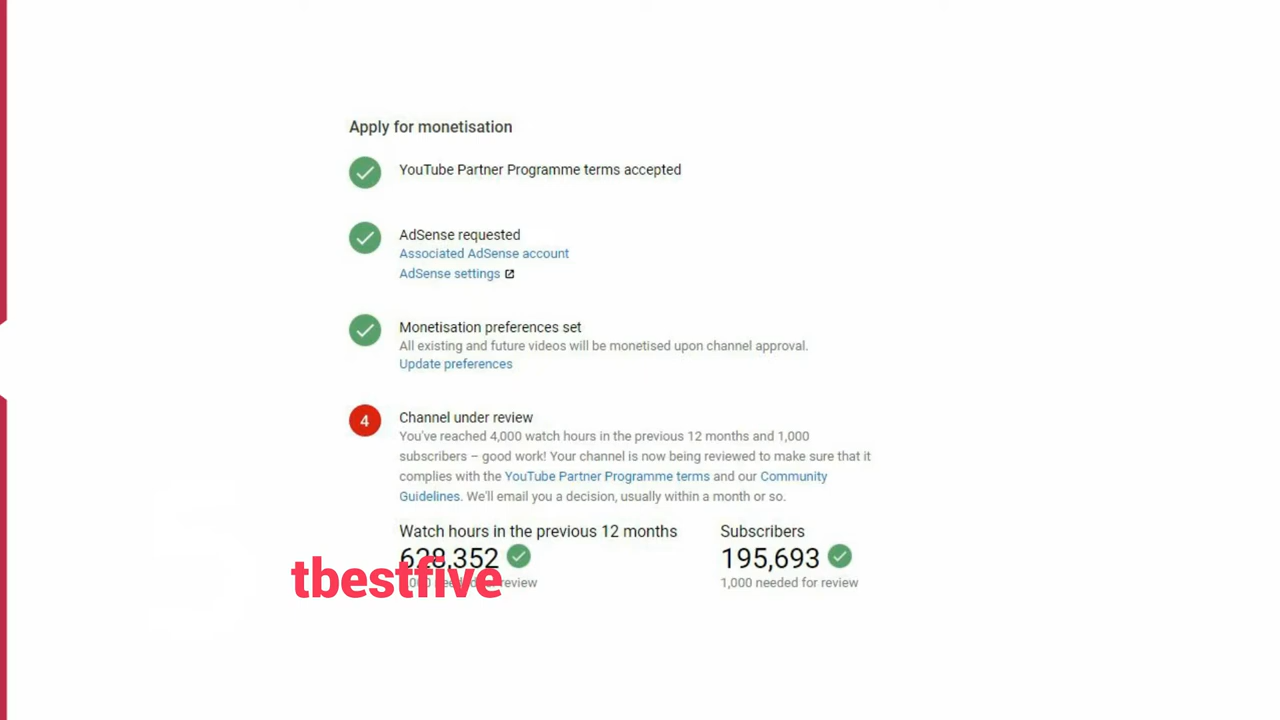 Apply for monetisation
YouTube Partner Programme terms accepted
AdSense requested
Associated AdSense account
AdSense settings
Monetisation preferences set
All existing and future videos will be monetised upon channel approval.
Update preferences
4
Channel under review
You've reached 4,000 watch hours in the previous 12 months and 1,000
subscribers – good work! Your channel is now being reviewed to make sure that it
complies with the YouTube Partner Programme terms and our Community
Guidelines. We'll email you a decision, usually within a month or so.
Watch hours in the previous 12 months
628,352
review
Subscribers
195,693
1,000 needed for review
tbestfive